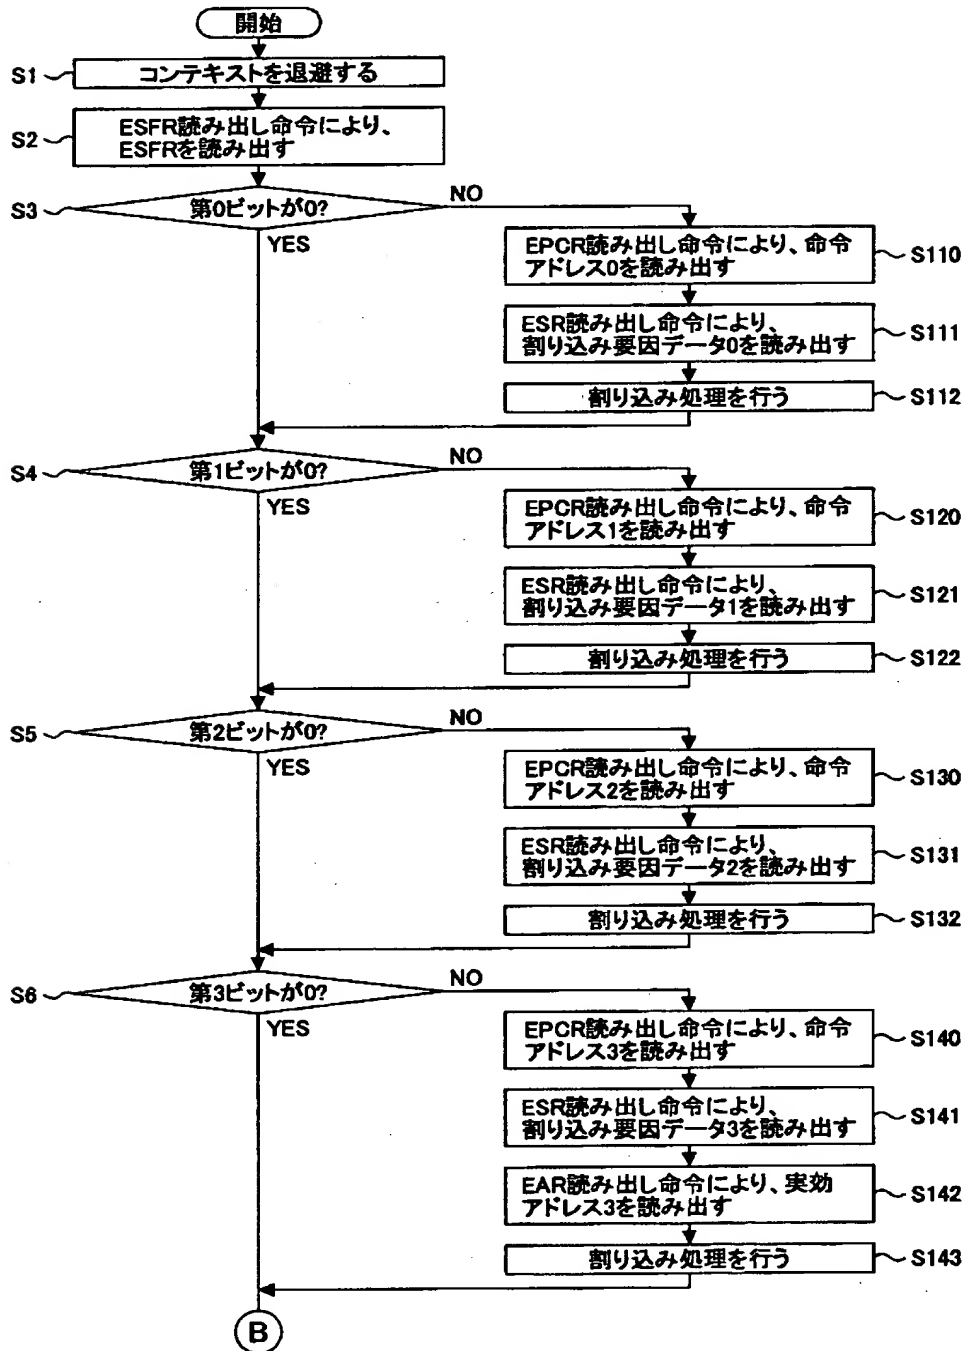 開始
S1
コンテキストを退避する
S2
ESFR読み出し命令により、
ESFRを読み出す
S3
第0ビットが0?
NO
YES
EPCR読み出し命令により、命令
アドレス0を読み出す
S110
ESR読み出し命令により、
割り込み要因データ0を読み出す
S111
割り込み処理を行う
S112
S4
第1ビットが0?
NO
YES
EPCR読み出し命令により、命令
アドレス1を読み出す
S120
ESR読み出し命令により、
割り込み要因データ1を読み出す
S121
割り込み処理を行う
S122
S5
第2ビットが0?
NO
YES
EPCR読み出し命令により、命令
アドレス2を読み出す
S130
ESR読み出し命令により、
割り込み要因データ2を読み出す
S131
割り込み処理を行う
S132
S6
第3ビットが0?
NO
YES
EPCR読み出し命令により、命令
アドレス3を読み出す
S140
ESR読み出し命令により、
割り込み要因データ3を読み出す
S141
EAR読み出し命令により、実効
アドレス3を読み出す
S142
割り込み処理を行う
S143
B